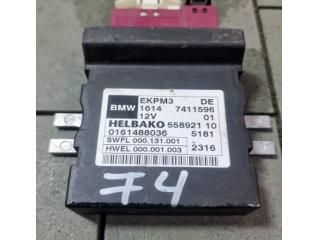 BMW EKPM3 DE
1614 7411596
12V 01
HELBAKO 558921 10
0161488036 5181
SWFL 000.131.001
HWEL 000.001.003 2316
74